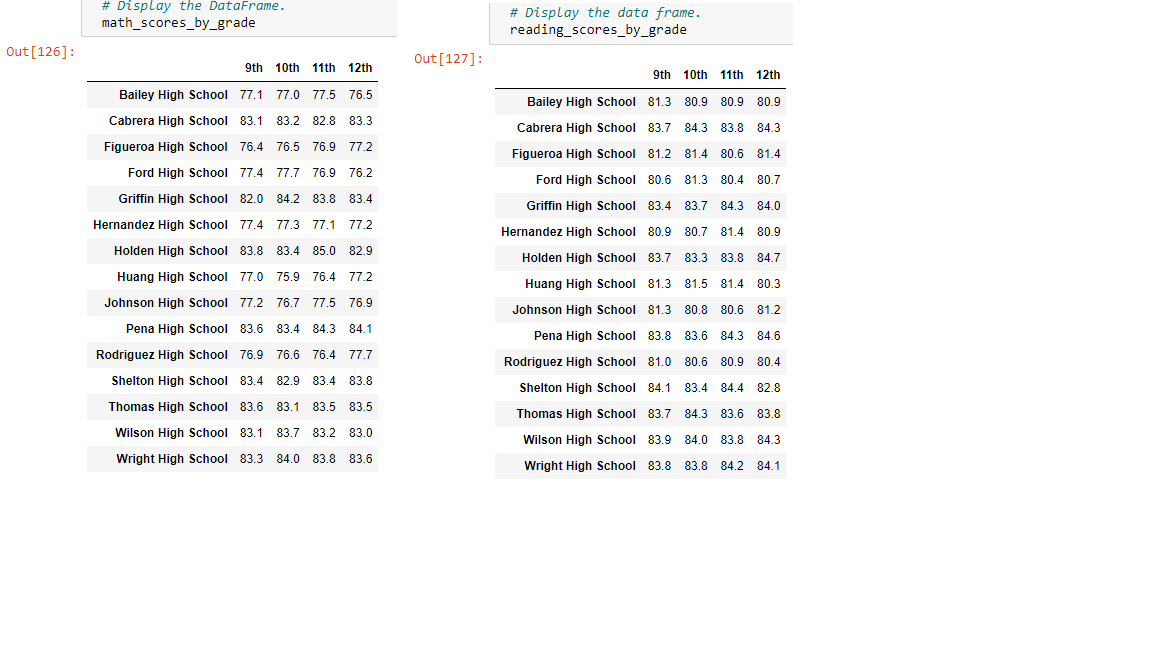 # Display the DataFrame.
math_scores_by_grade
Out[126]:
9th 10th 11th 12th
Bailey High School 77.1 77.0 77.5 76.5
Cabrera High School 83.1 83.2 82.8 83.3
Figueroa High School 76.4 76.5 76.9 77.2
Ford High School 77.4 77.7 76.9 76.2
Griffin High School 82.0 84.2 83.8 83.4
Hernandez High School 77.4 77.3 77.1 77.2
Holden High School 83.8 83.4 85.0 82.9
Huang High School 77.0 75.9 76.4 77.2
Johnson High School 77.2 76.7 77.5 76.9
Pena High School 83.6 83.4 84.3 84.1
Rodriguez High School 76.9 76.6 76.4 77.7
Shelton High School 83.4 82.9 83.4 83.8
Thomas High School 83.6 83.1 83.5 83.5
Wilson High School 83.1 83.7 83.2 83.0
Wright High School 83.3 84.0 83.8 83.6
# Display the data frame.
reading_scores_by_grade
Out[127]:
9th 10th 11th 12th
Bailey High School 81.3 80.9 80.9 80.9
Cabrera High School 83.7 84.3 83.8 84.3
Figueroa High School 81.2 81.4 80.6 81.4
Ford High School 80.6 81.3 80.4 80.7
Griffin High School 83.4 83.7 84.3 84.0
Hernandez High School 80.9 80.7 81.4 80.9
Holden High School 83.7 83.3 83.8 84.7
Huang High School 81.3 81.5 81.4 80.3
Johnson High School 81.3 80.8 80.6 81.2
Pena High School 83.8 83.6 84.3 84.6
Rodriguez High School 81.0 80.6 80.9 80.4
Shelton High School 84.1 83.4 84.4 82.8
Thomas High School 83.7 84.3 83.6 83.8
Wilson High School 83.9 84.0 83.8 84.3
Wright High School 83.8 83.8 84.2 84.1